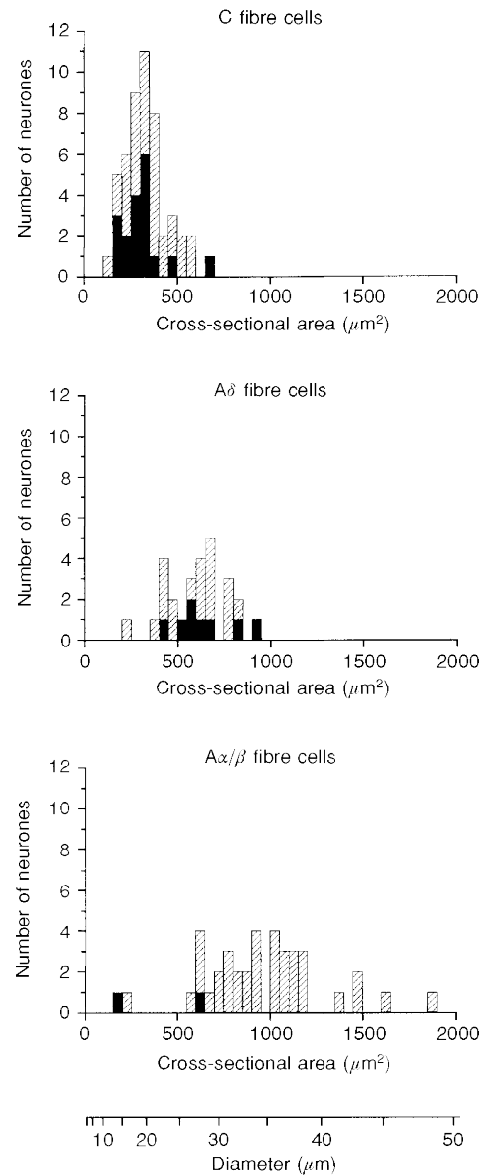 C fibre cells
12
10
8
6
4
2
0
Number of neurones
0 500 1000 1500 2000
Cross-sectional area (μm²)
Aδ fibre cells
12
10
8
6
4
2
0
Number of neurones
0 500 1000 1500 2000
Cross-sectional area (μm²)
Aα/β fibre cells
12
10
8
6
4
2
0
Number of neurones
0 500 1000 1500 2000
Cross-sectional area (μm²)
10 20 30 40 50
Diameter (μm)